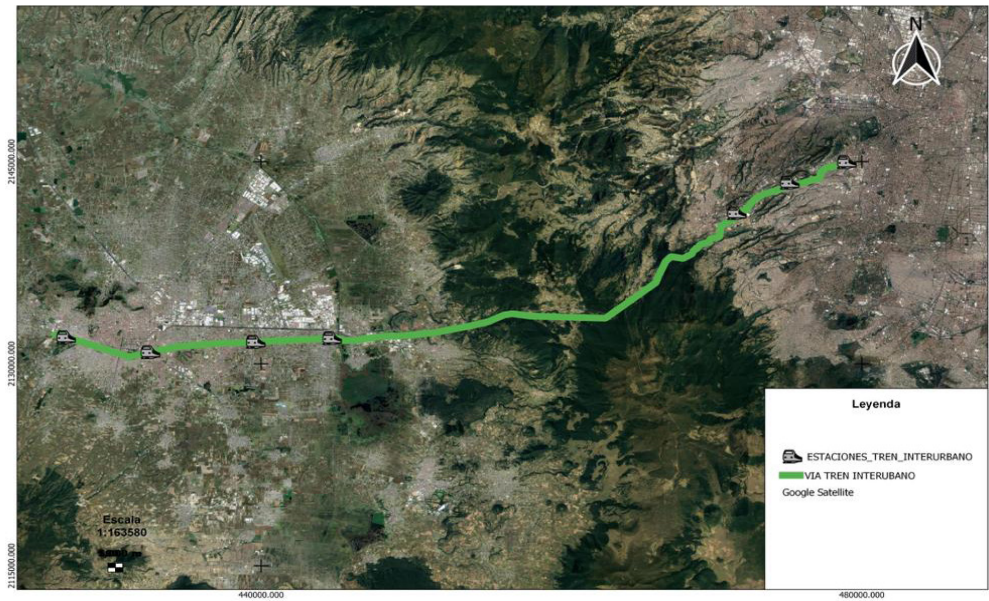 N
2145000.000
2130000.000
2115000.000
Leyenda
ESTACIONES_TREN_INTERURBANO
VIA TREN INTERUBANO
Google Satellite
Escala
1:163580
440000.000
480000.000